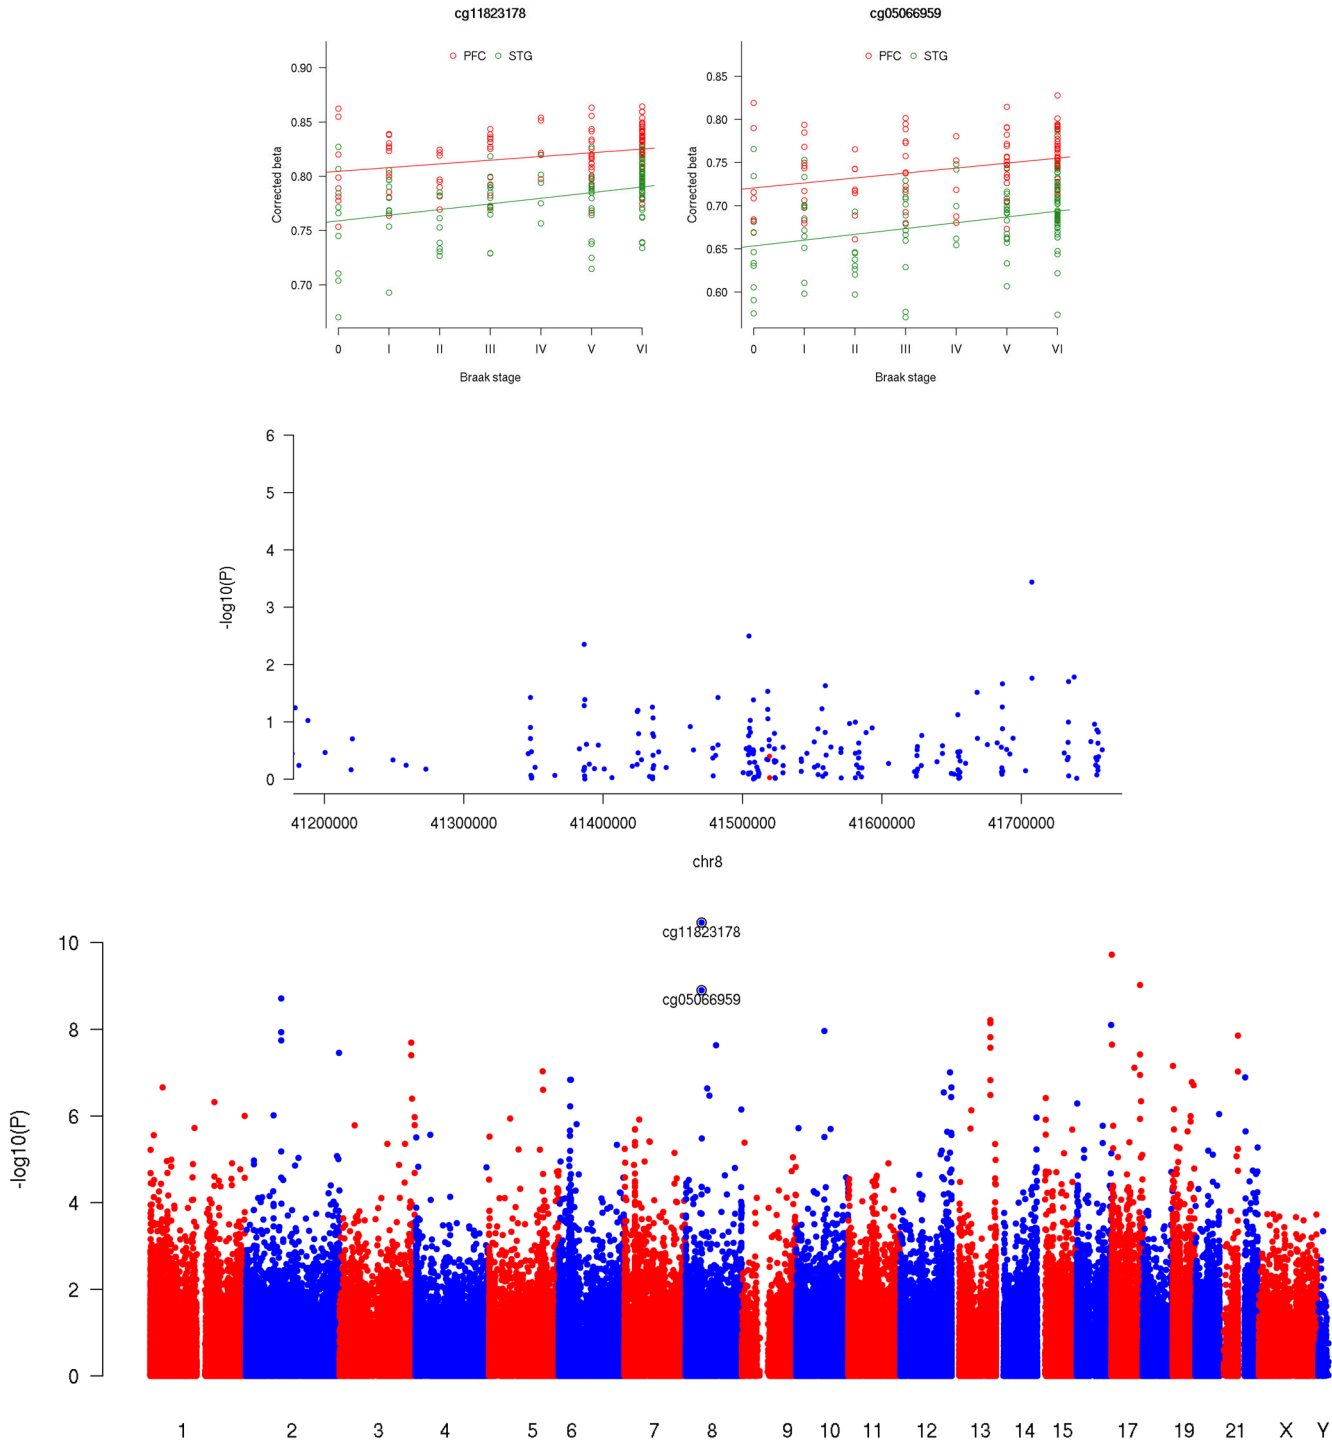 cg11823178
cg05066959
PFC STG
PFC STG
0.90
0.85
0.80
0.75
0.70
Corrected beta
0 I II III IV V VI
Braak stage
0.85
0.80
0.75
0.70
0.65
0.60
Corrected beta
0 I II III IV V VI
Braak stage
6
5
4
3
2
1
0
-log10(P)
41200000 41300000 41400000 41500000 41600000 41700000
chr8
cg11823178
cg05066959
10
8
6
4
2
0
-log10(P)
1 2 3 4 5 6 7 8 9 10 11 12 13 14 15 17 19 21 X Y